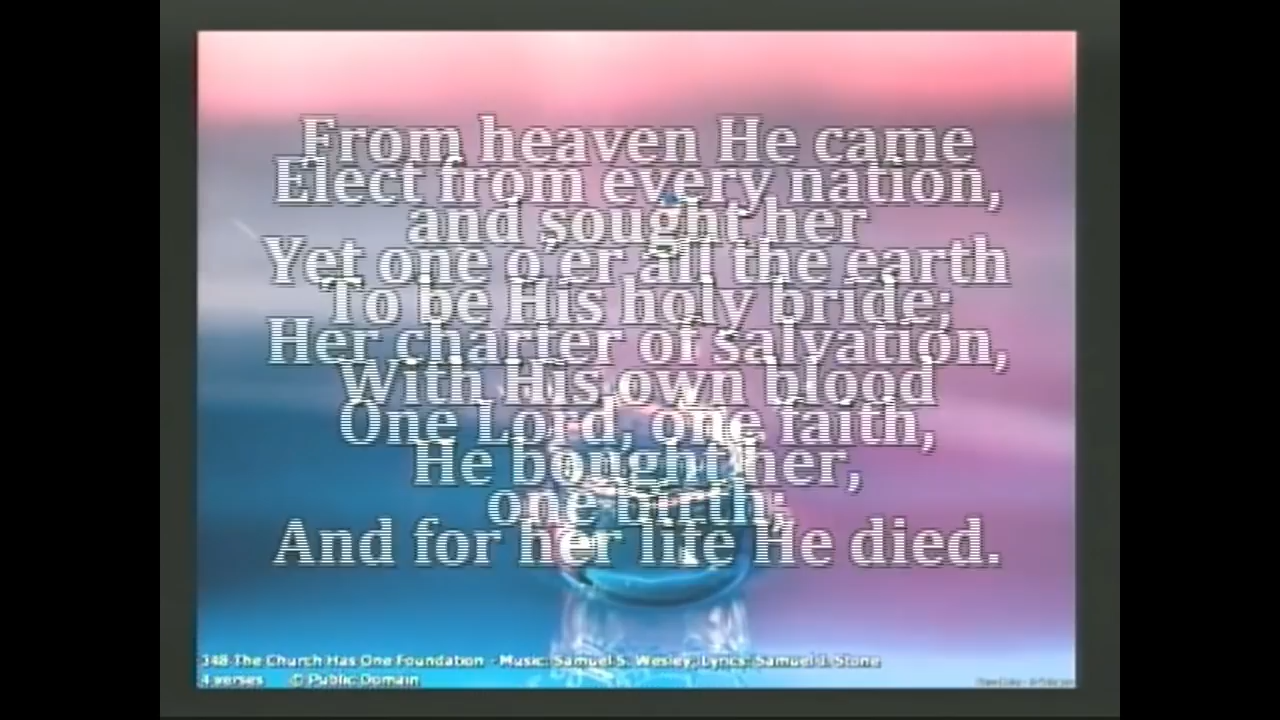 From heaven He came
Elect from every nation,
and sought her
Yet one o'er all the earth
To be His holy bride;
Her charter of salvation,
With His own blood
One Lord, one faith,
He bought her,
one birth;
And for her life He died.
348-The Church Has One Foundation - Music: Samuel S. Wesley; Lyrics: Samuel J. Stone
4 verses © Public Domain